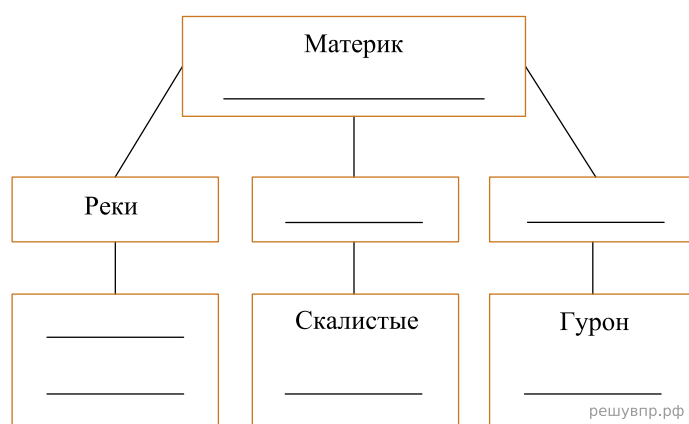 Материк
Реки
Скалистые
Гурон
решувпр.рф